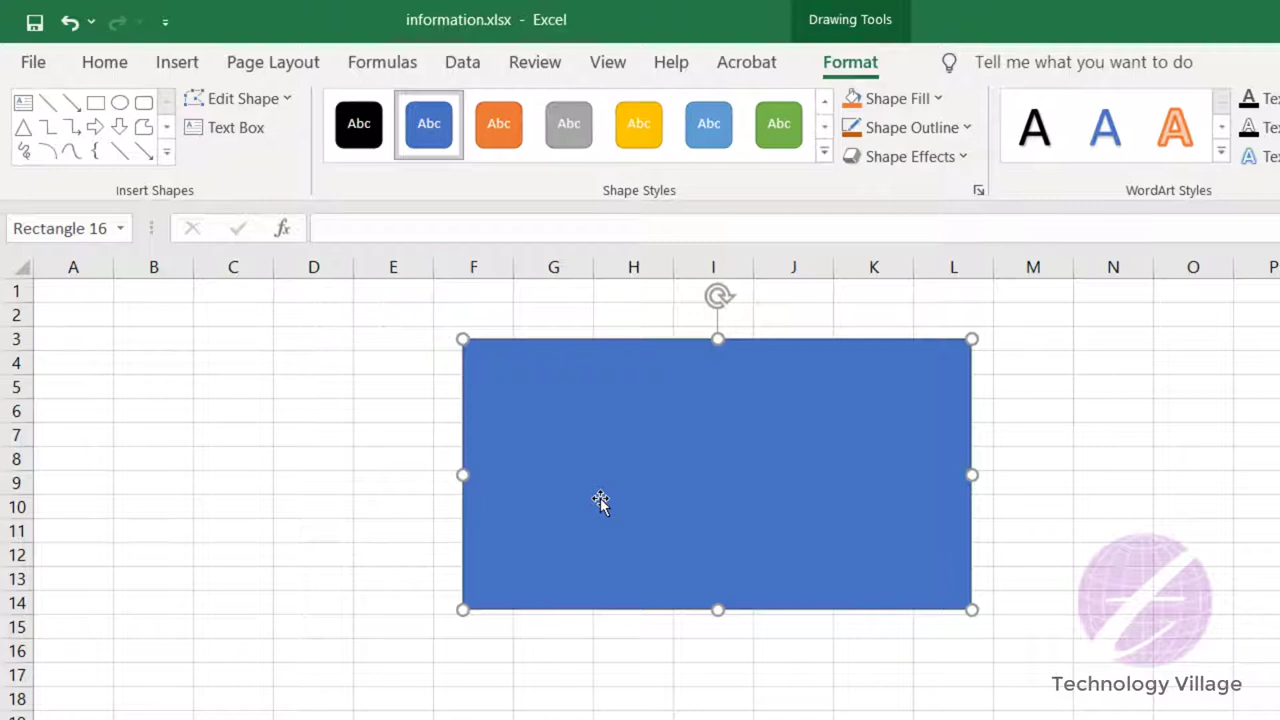 information.xlsx - Excel
Drawing Tools
File Home Insert Page Layout Formulas Data Review View Help Acrobat Format Tell me what you want to do
Edit Shape
Text Box
Insert Shapes
Abc Abc Abc Abc Abc Abc Abc
Shape Fill
Shape Outline
Shape Effects
Shape Styles
A A A
WordArt Styles
Rectangle 16
fx
A B C D E F G H I J K L M N O P
1
2
3
4
5
6
7
8
9
10
11
12
13
14
15
16
17
18
Technology Village